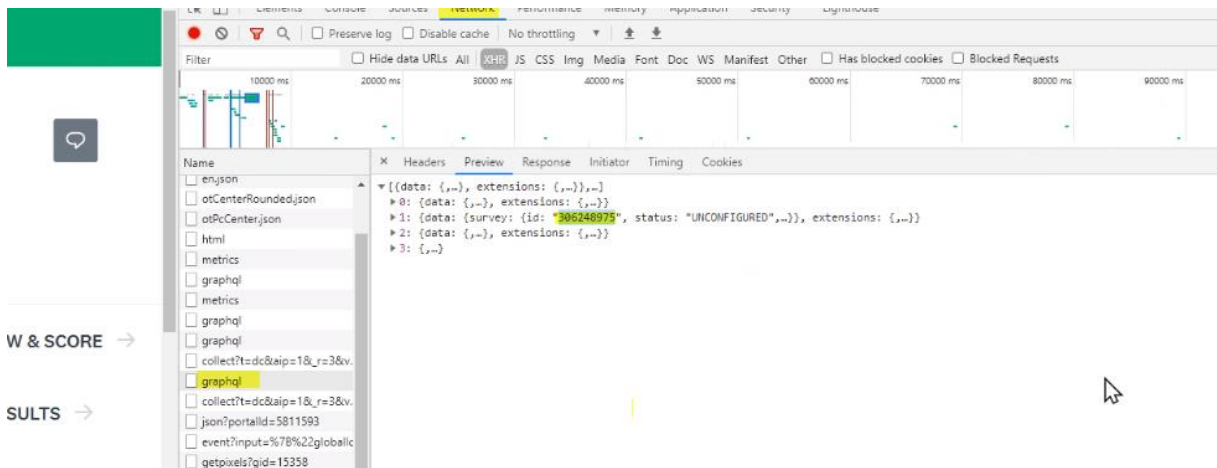 Elements Console Sources Network Performance Memory Application Security Lighthouse
Preserve log Disable cache No throttling
Filter Hide data URLs All XHR JS CSS Img Media Font Doc WS Manifest Other Has blocked cookies Blocked Requests
10000 ms 20000 ms 30000 ms 40000 ms 50000 ms 60000 ms 70000 ms 80000 ms 90000 ms
Name × Headers Preview Response Initiator Timing Cookies
en.json
otCenterRounded.json
otPcCenter.json
html
metrics
graphql
metrics
graphql
graphql
collect?t=dc&aip=1&_r=3&v.
graphql
collect?t=dc&aip=1&_r=3&v.
json?portalId=5811593
event?input=%7B%22globallc
getpixels?gid=15358
▼[{data: {,…}, extensions: {,…}},…]
▶0: {data: {,…}, extensions: {,…}}
▶1: {data: {survey: {id: "306248975", status: "UNCONFIGURED",…}}, extensions: {,…}}
▶2: {data: {,…}, extensions: {,…}}
▶3: {,…}
W & SCORE →
SULTS →